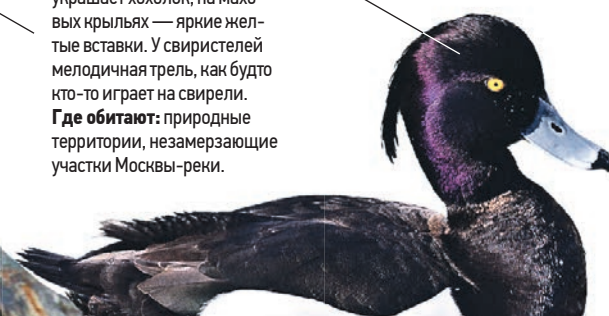 украшает хохолок, на махо-
вых крыльях — яркие жел-
тые вставки. У свиристелей
мелодичная трель, как будто
кто-то играет на свирели.
Где обитают: природные
территории, незамерзающие
участки Москвы-реки.